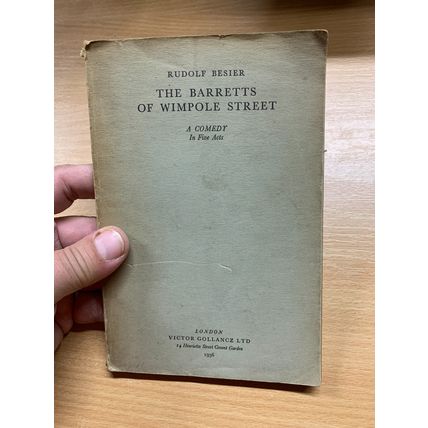 RUDOLF BESIER
THE BARRETTS
OF WIMPOLE STREET
A COMEDY
In Five Acts
LONDON
VICTOR GOLLANCZ LTD
14 Henrietta Street Covent Garden
1936